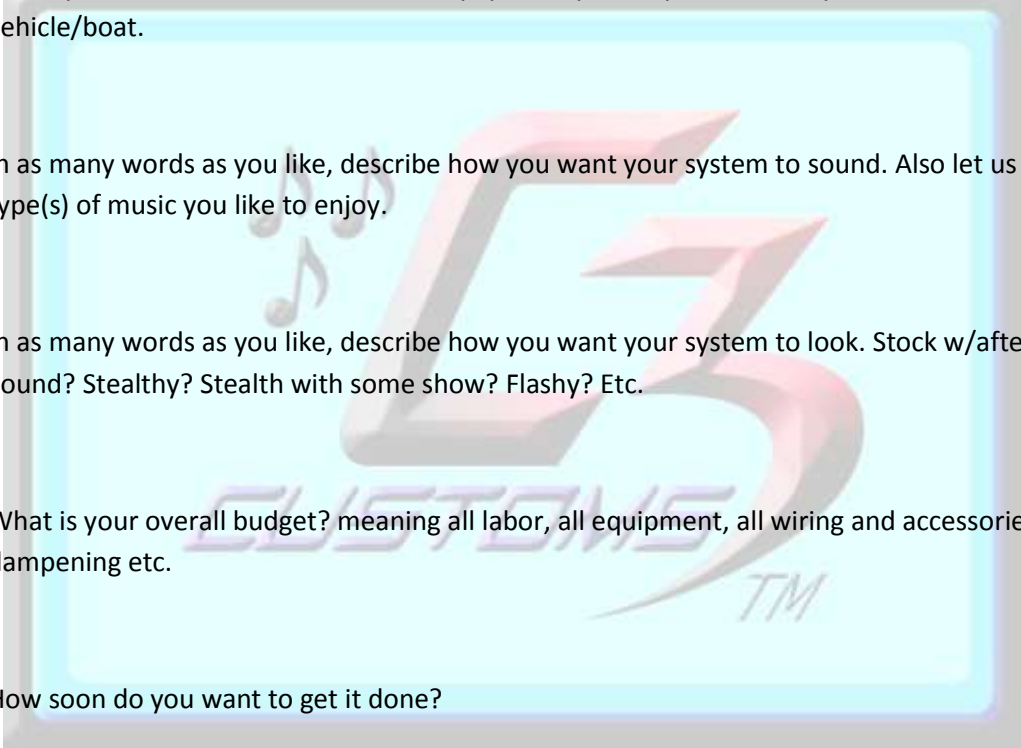 ehicle/boat.
n as many words as you like, describe how you want your system to sound. Also let us
ype(s) of music you like to enjoy.
n as many words as you like, describe how you want your system to look. Stock w/afte
ound? Stealthy? Stealth with some show? Flashy? Etc.
What is your overall budget? meaning all labor, all equipment, all wiring and accessorie
dampening etc.
How soon do you want to get it done?
C3
CUSTOMS
TM